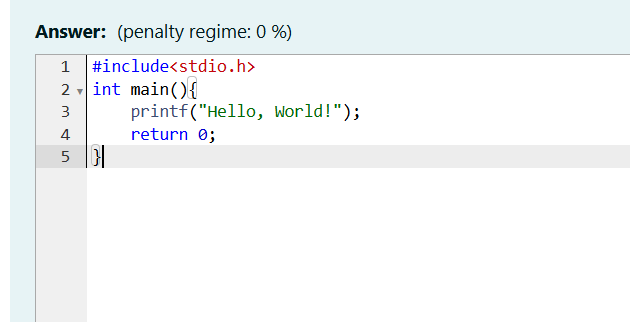 Answer: (penalty regime: 0 %)
1 #include<stdio.h>
2 int main(){
3     printf("Hello, World!");
4     return 0;
5 }